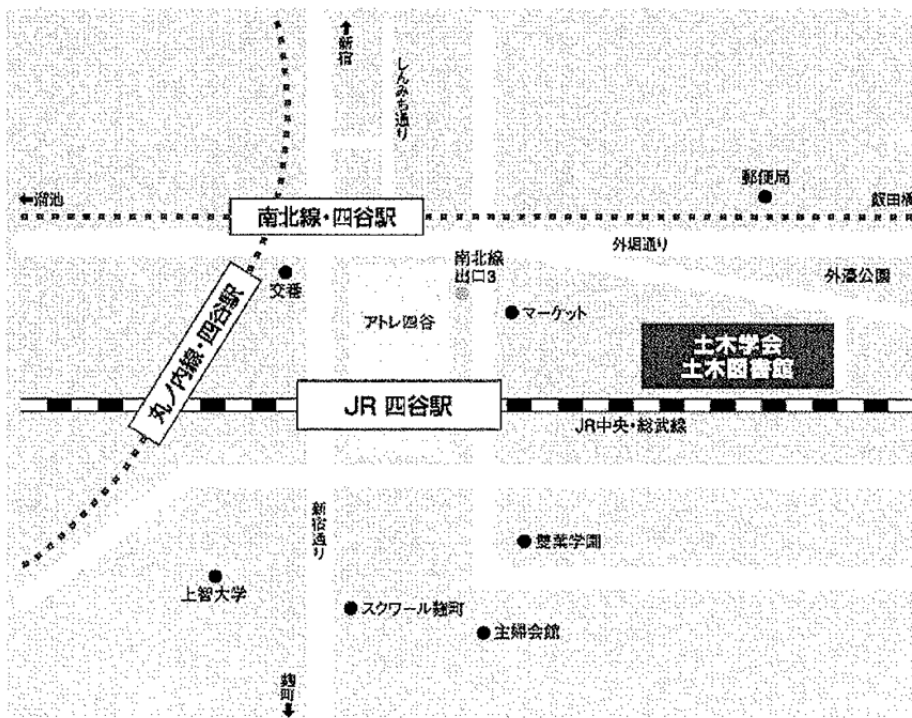 ↑新宿
しんみち通り
郵便局
←溜池
飯田橋
南北線・四谷駅
外堀通り
南北線
出口3
外濠公園
交番
アトレ四谷
マーケット
土木学会
土木図書館
丸ノ内線・四谷駅
JR 四谷駅
JR中央・総武線
新宿通り
雙葉学園
上智大学
スクワール麹町
主婦会館
麹町↓